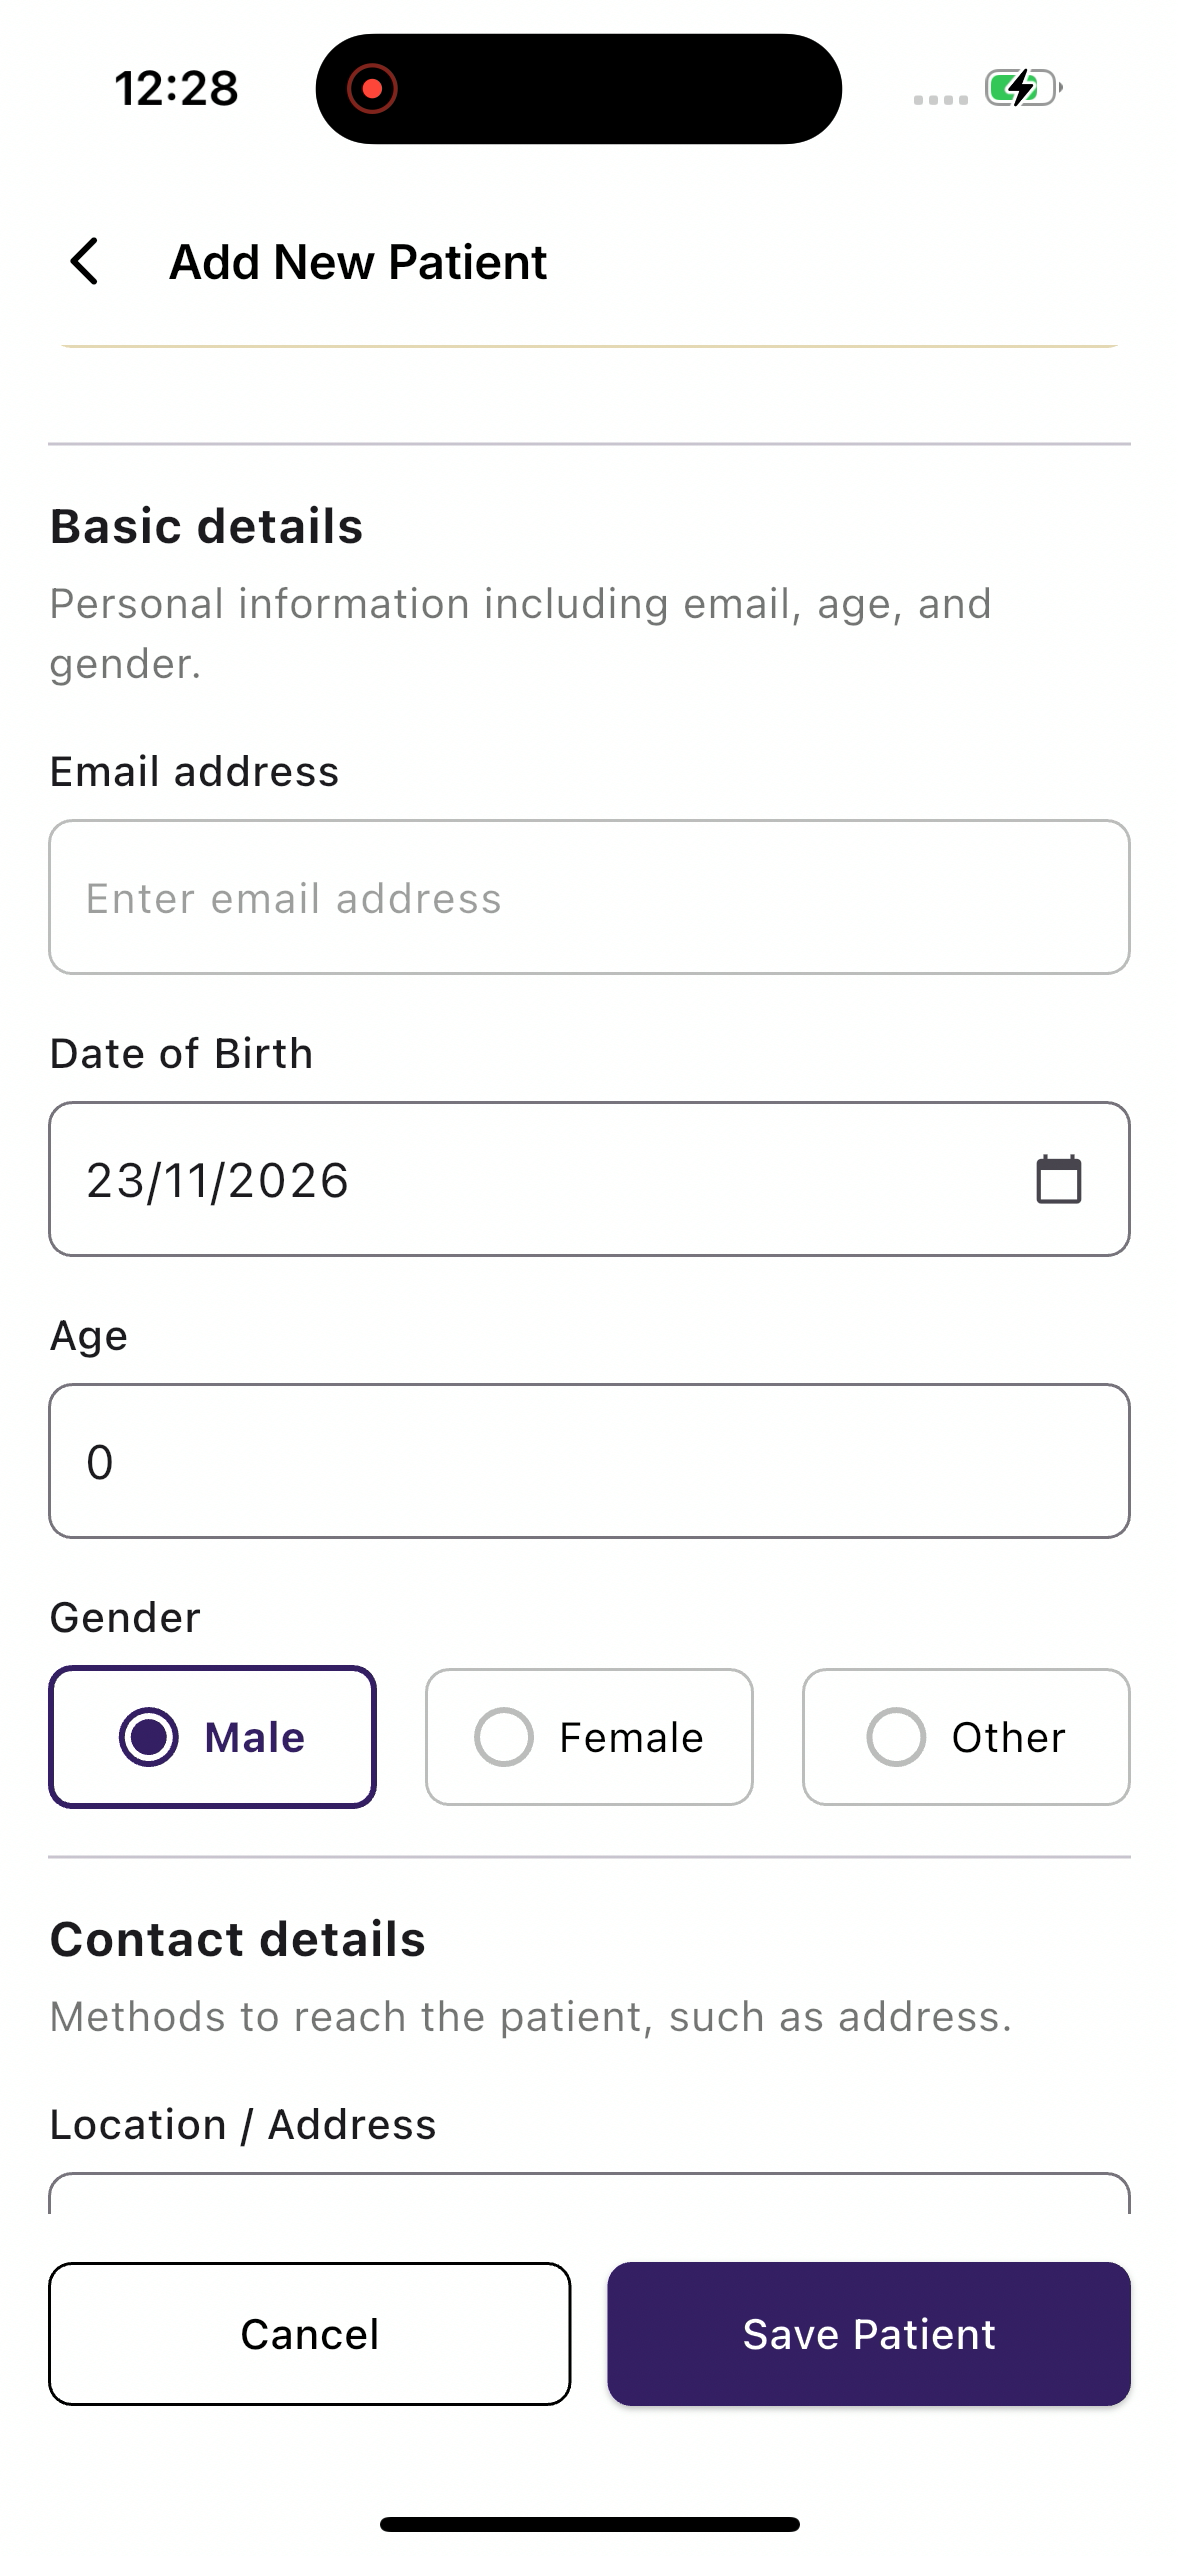 12:28
Add New Patient
Basic details
Personal information including email, age, and
gender.
Email address
Enter email address
Date of Birth
23/11/2026
Age
0
Gender
Male
Female
Other
Contact details
Methods to reach the patient, such as address.
Location / Address
Cancel
Save Patient